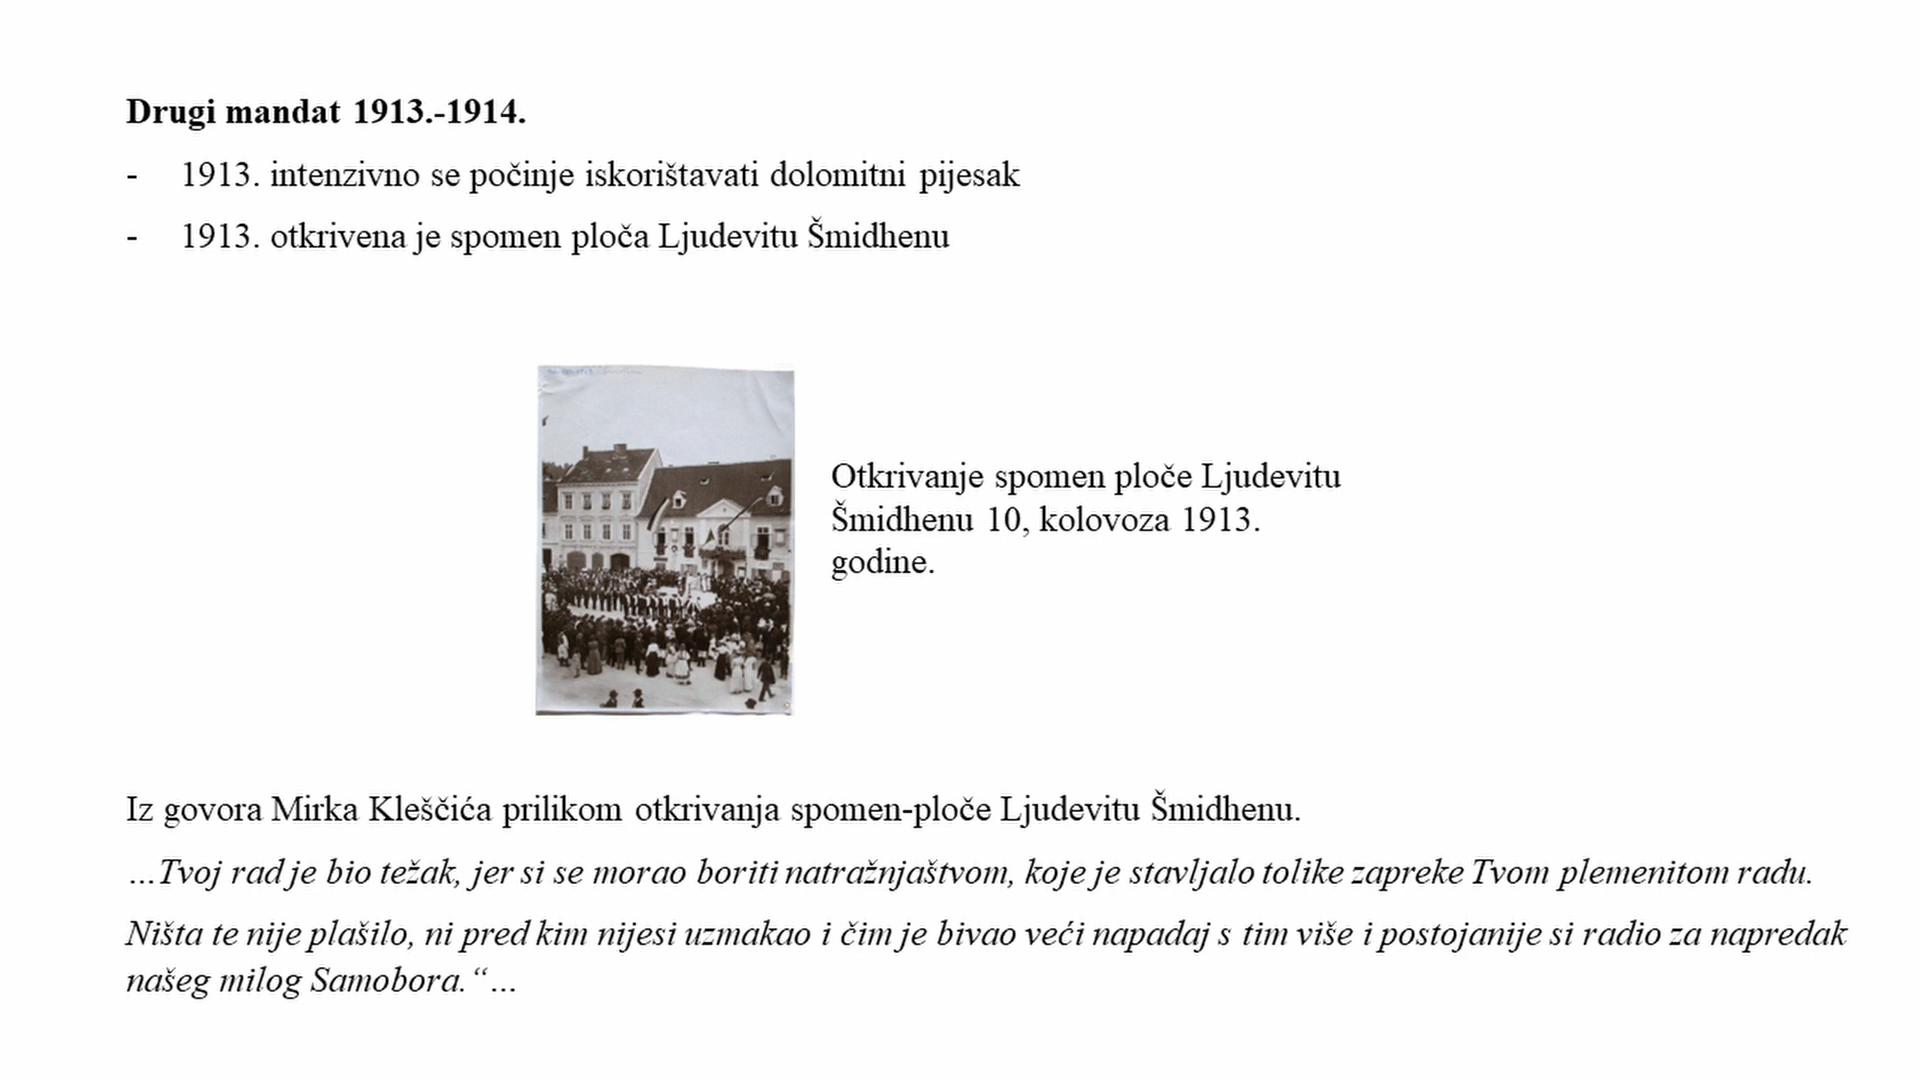 Drugi mandat 1913.-1914.
- 1913. intenzivno se počinje iskorištavati dolomitni pijesak
- 1913. otkrivena je spomen ploča Ljudevitu Šmidhenu
Otkrivanje spomen ploče Ljudevitu
Šmidhenu 10, kolovoza 1913.
godine.
Iz govora Mirka Kleščića prilikom otkrivanja spomen-ploče Ljudevitu Šmidhenu.
…Tvoj rad je bio težak, jer si se morao boriti natražnjaštvom, koje je stavljalo tolike zapreke Tvom plemenitom radu.
Ništa te nije plašilo, ni pred kim nijesi uzmakao i čim je bivao veći napadaj s tim više i postojanije si radio za napredak
našeg milog Samobora.“…